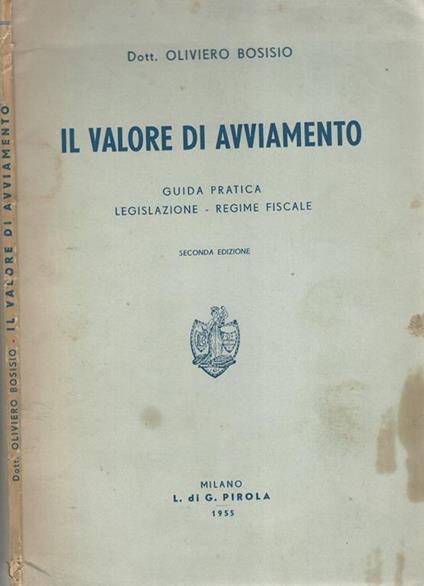 Dott. OLIVIERO BOSISIO
IL VALORE DI AVVIAMENTO
GUIDA PRATICA
LEGISLAZIONE - REGIME FISCALE
SECONDA EDIZIONE
MILANO
L. di G. PIROLA
1955
Dott. OLIVIERO BOSISIO - IL VALORE DI AVVIAMENTO